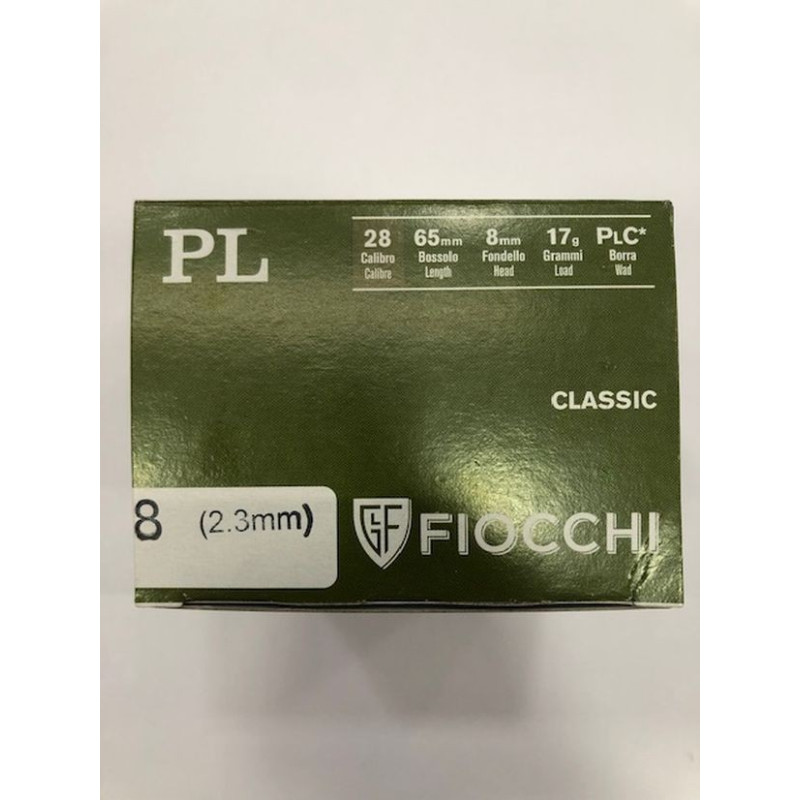 PL
28 65mm 8mm 17g PLC*
Calibro Bossolo Fondello Grammi Borra
Calibre Length Head Load Wad
CLASSIC
8 (2.3mm)
GFL FIOCCHI